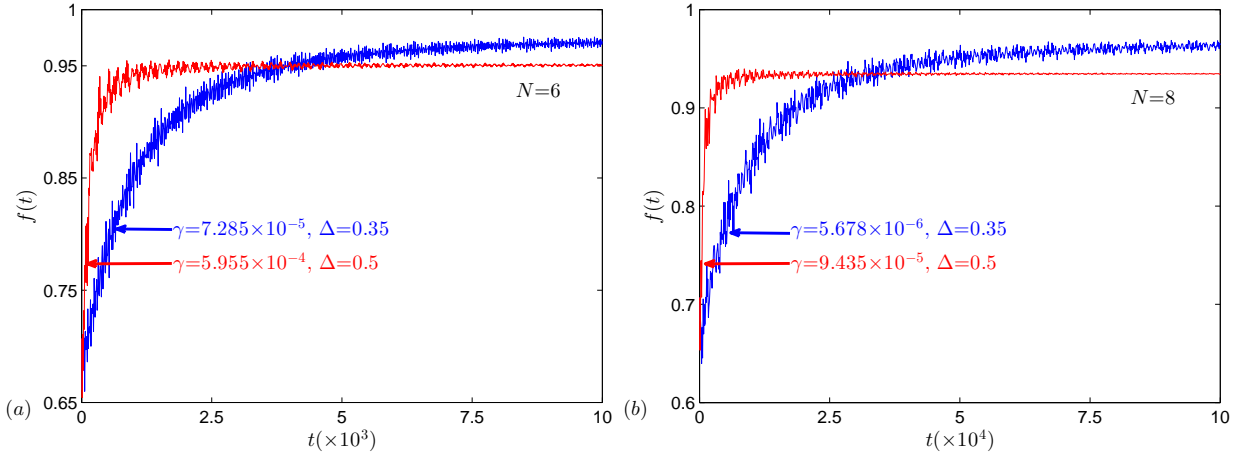 1
0.95
0.85
0.75
0.65
f(t)
N=6
γ=7.285×10⁻⁵, Δ=0.35
γ=5.955×10⁻⁴, Δ=0.5
0 2.5 5 7.5 10
t(×10³)
(a)
1
0.9
0.8
0.7
0.6
f(t)
N=8
γ=5.678×10⁻⁶, Δ=0.35
γ=9.435×10⁻⁵, Δ=0.5
0 2.5 5 7.5 10
t(×10⁴)
(b)